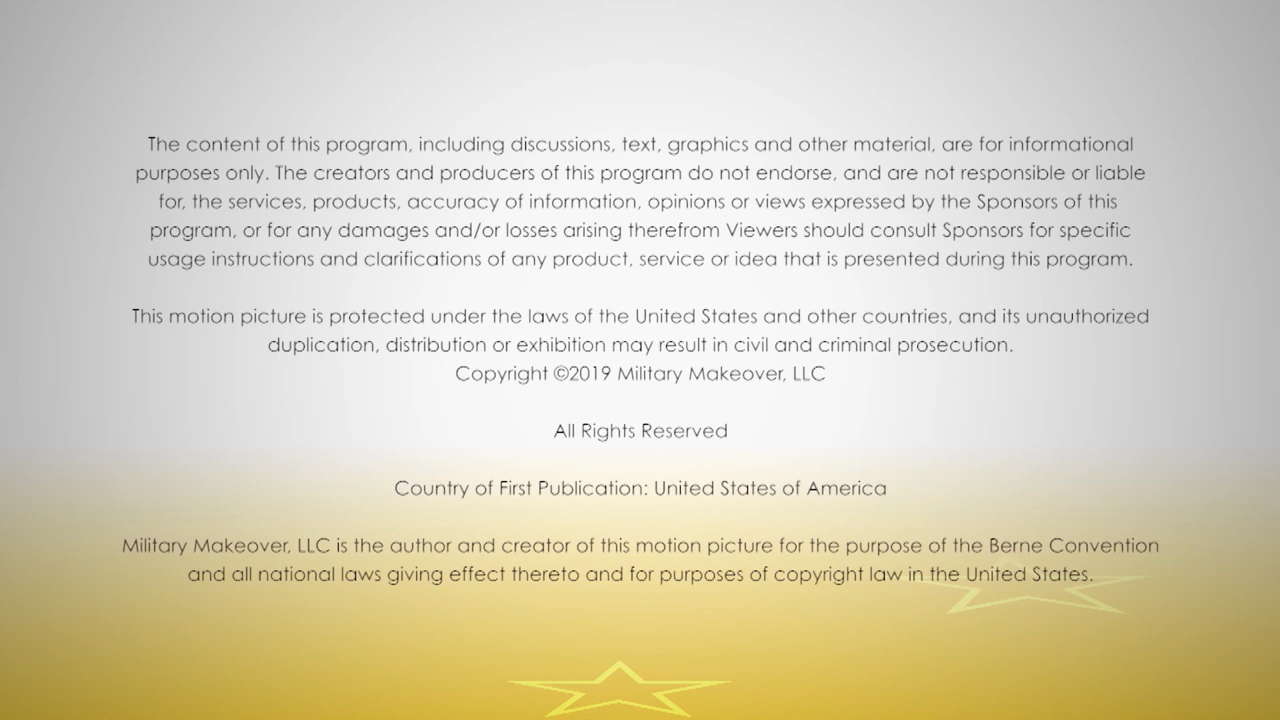 The content of this program, including discussions, text, graphics and other material, are for informational
purposes only. The creators and producers of this program do not endorse, and are not responsible or liable
for, the services, products, accuracy of information, opinions or views expressed by the Sponsors of this
program, or for any damages and/or losses arising therefrom Viewers should consult Sponsors for specific
usage instructions and clarifications of any product, service or idea that is presented during this program.
This motion picture is protected under the laws of the United States and other countries, and its unauthorized
duplication, distribution or exhibition may result in civil and criminal prosecution.
Copyright ©2019 Military Makeover, LLC
All Rights Reserved
Country of First Publication: United States of America
Military Makeover, LLC is the author and creator of this motion picture for the purpose of the Berne Convention
and all national laws giving effect thereto and for purposes of copyright law in the United States.